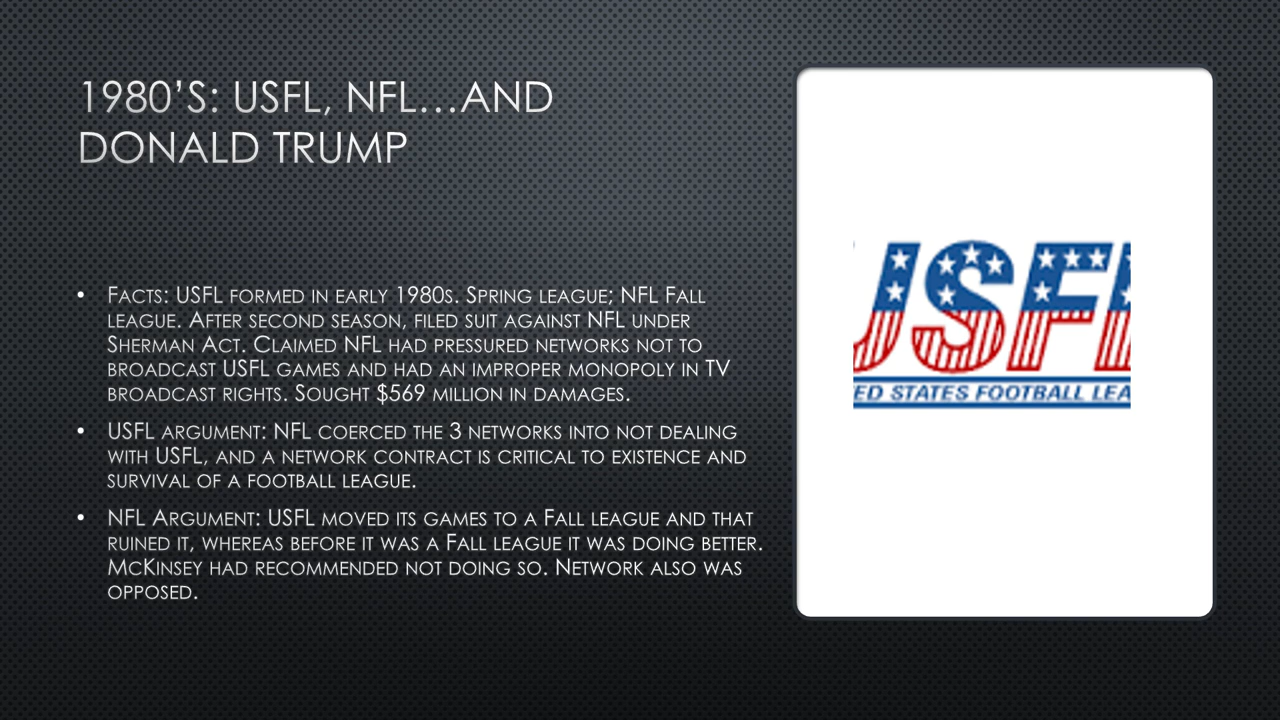 1980’S: USFL, NFL…AND
DONALD TRUMP
• FACTS: USFL FORMED IN EARLY 1980S. SPRING LEAGUE; NFL FALL
LEAGUE. AFTER SECOND SEASON, FILED SUIT AGAINST NFL UNDER
SHERMAN ACT. CLAIMED NFL HAD PRESSURED NETWORKS NOT TO
BROADCAST USFL GAMES AND HAD AN IMPROPER MONOPOLY IN TV
BROADCAST RIGHTS. SOUGHT $569 MILLION IN DAMAGES.
• USFL ARGUMENT: NFL COERCED THE 3 NETWORKS INTO NOT DEALING
WITH USFL, AND A NETWORK CONTRACT IS CRITICAL TO EXISTENCE AND
SURVIVAL OF A FOOTBALL LEAGUE.
• NFL ARGUMENT: USFL MOVED ITS GAMES TO A FALL LEAGUE AND THAT
RUINED IT, WHEREAS BEFORE IT WAS A FALL LEAGUE IT WAS DOING BETTER.
MCKINSEY HAD RECOMMENDED NOT DOING SO. NETWORK ALSO WAS
OPPOSED.
USFL
ED STATES FOOTBALL LEA